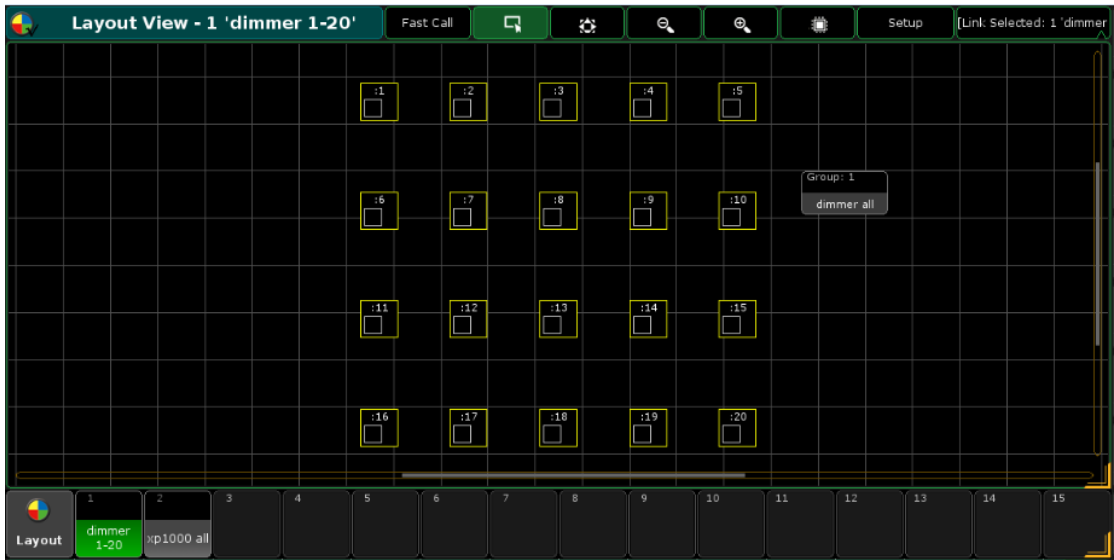 Layout View - 1 'dimmer 1-20'
Fast Call
Setup
[Link Selected: 1 'dimmer
:1 :2 :3 :4 :5
Group: 1
dimmer all
:6 :7 :8 :9 :10
:11 :12 :13 :14 :15
:16 :17 :18 :19 :20
1 2 3 4 5 6 7 8 9 10 11 12 13 14 15
Layout
dimmer
1-20
xp1000 all